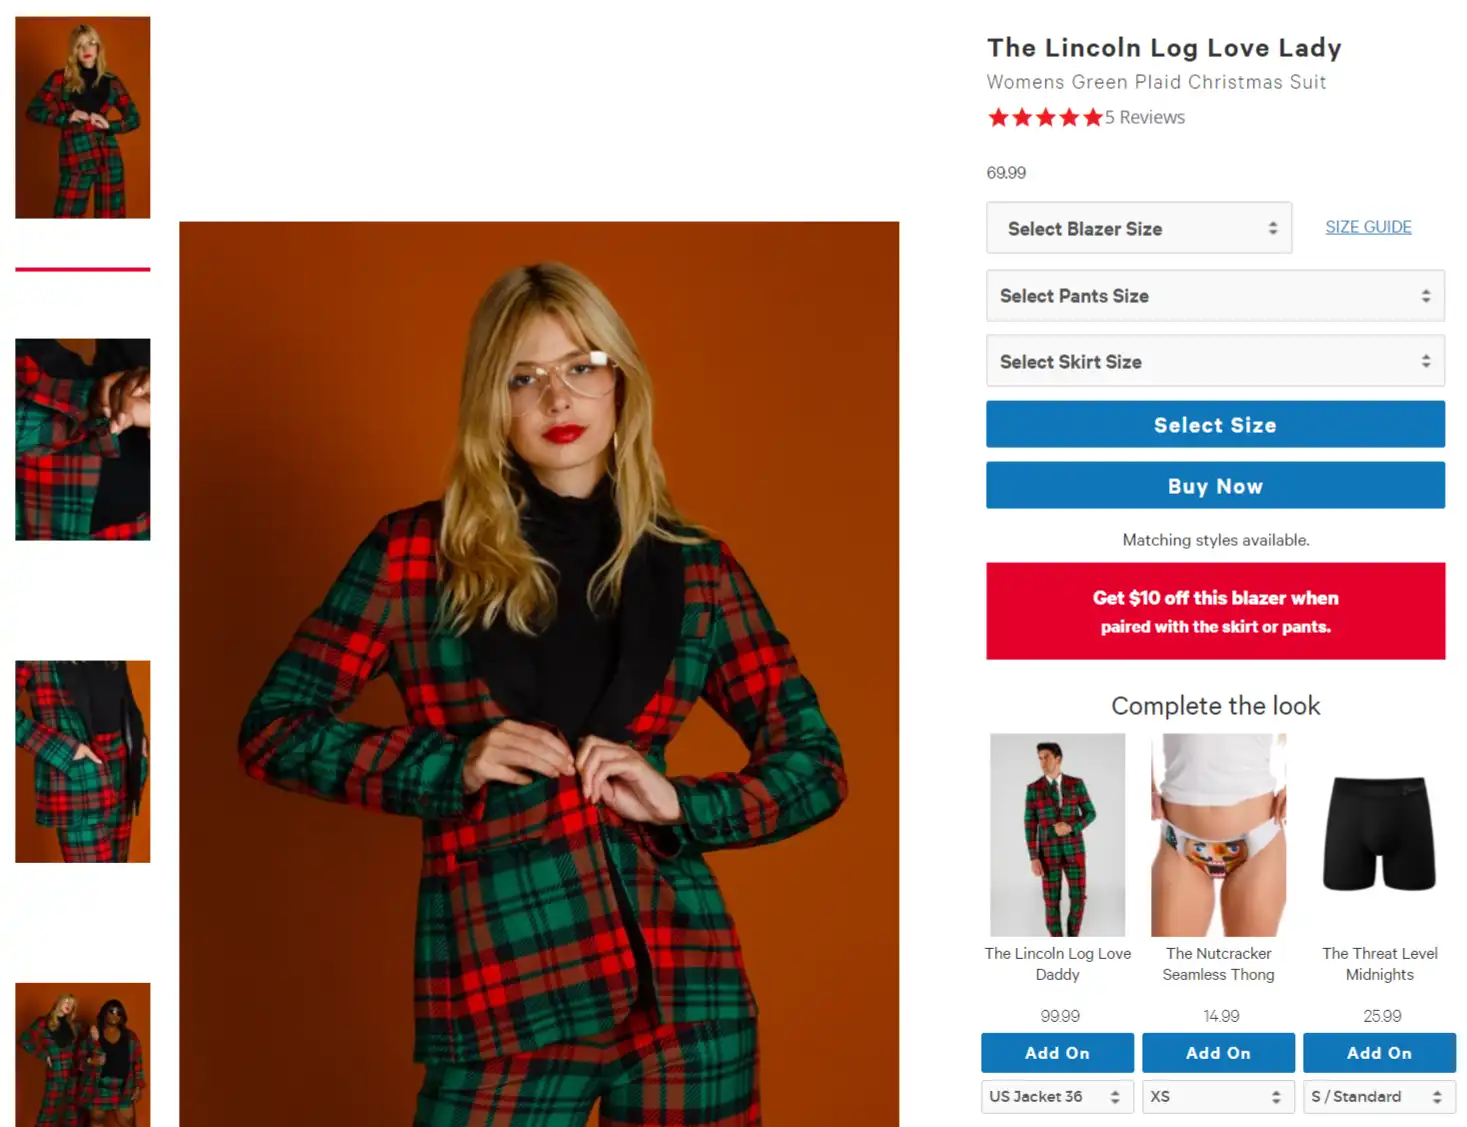 The Lincoln Log Love Lady
Womens Green Plaid Christmas Suit
5 Reviews
69.99
Select Blazer Size
SIZE GUIDE
Select Pants Size
Select Skirt Size
Select Size
Buy Now
Matching styles available.
Get $10 off this blazer when
paired with the skirt or pants.
Complete the look
The Lincoln Log Love
Daddy
99.99
Add On
US Jacket 36
The Nutcracker
Seamless Thong
14.99
Add On
XS
The Threat Level
Midnights
25.99
Add On
S / Standard